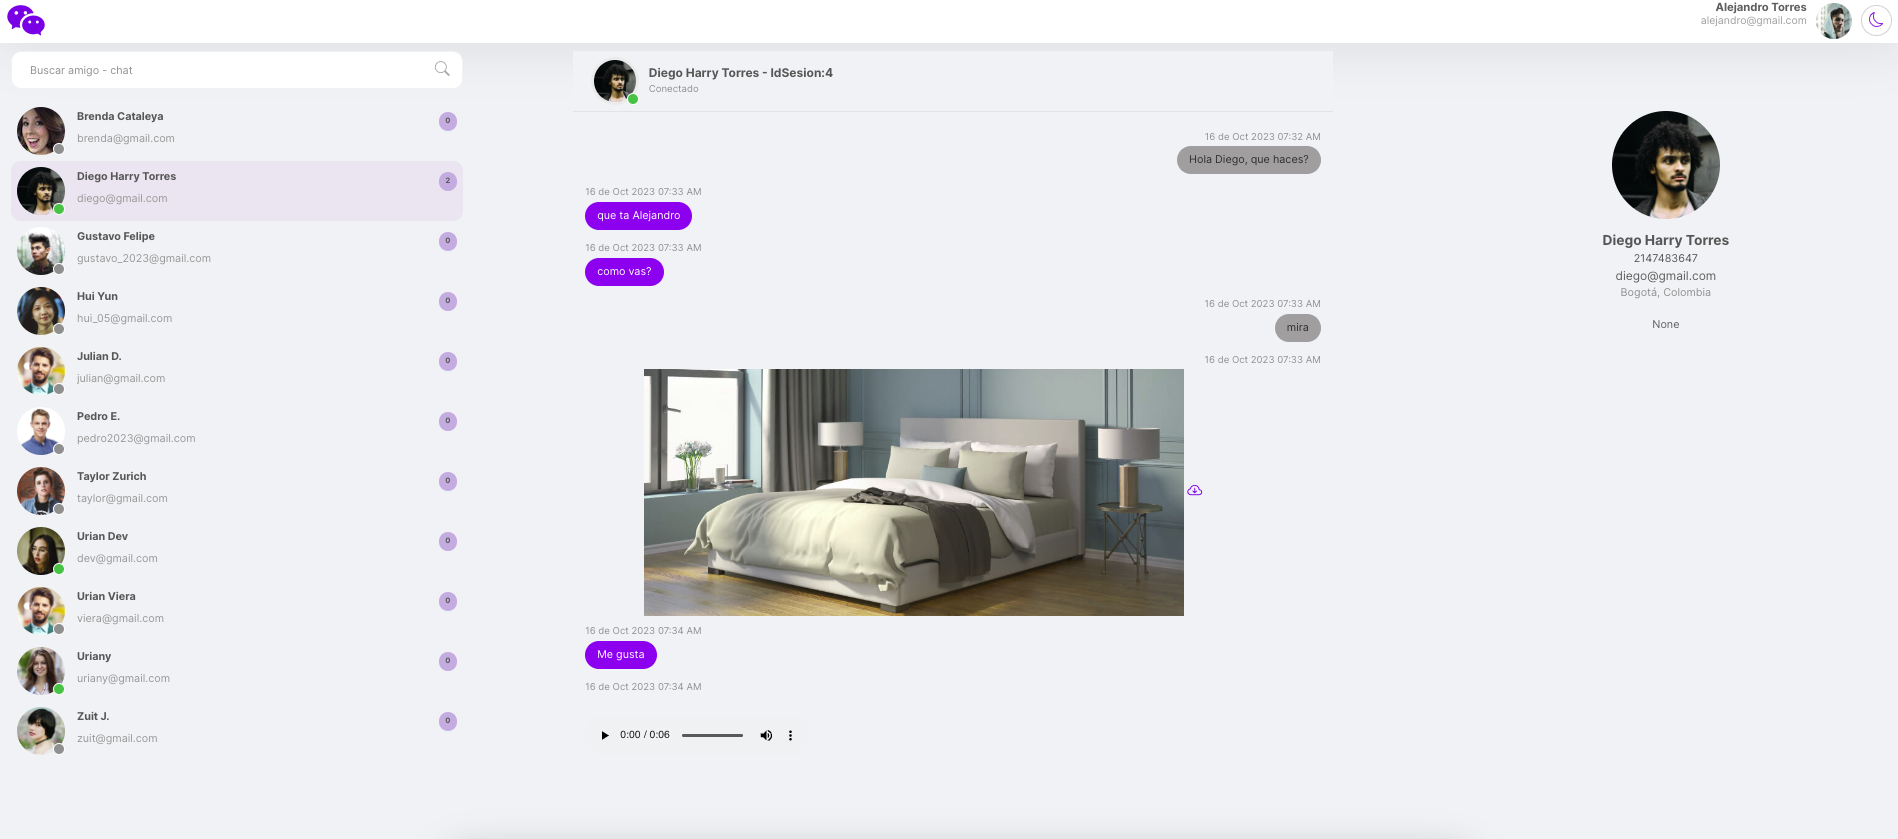 Alejandro Torres
alejandro@gmail.com
Buscar amigo - chat
Brenda Cataleya
0
brenda@gmail.com
Diego Harry Torres
2
diego@gmail.com
Gustavo Felipe
0
gustavo_2023@gmail.com
Hui Yun
0
hui_05@gmail.com
Julian D.
0
julian@gmail.com
Pedro E.
0
pedro2023@gmail.com
Taylor Zurich
0
taylor@gmail.com
Urian Dev
0
dev@gmail.com
Urian Viera
0
viera@gmail.com
Uriany
0
uriany@gmail.com
Zuit J.
0
zuit@gmail.com
Diego Harry Torres - IdSesion:4
Conectado
16 de Oct 2023 07:32 AM
Hola Diego, que haces?
16 de Oct 2023 07:33 AM
que ta Alejandro
16 de Oct 2023 07:33 AM
como vas?
16 de Oct 2023 07:33 AM
mira
16 de Oct 2023 07:33 AM
16 de Oct 2023 07:34 AM
Me gusta
16 de Oct 2023 07:34 AM
0:00 / 0:06
Diego Harry Torres
2147483647
diego@gmail.com
Bogotá, Colombia
None